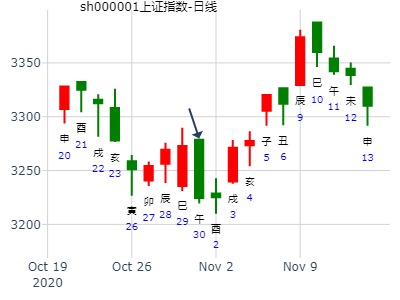 sh000001上证指数-日线
3350
3300
3250
3200
申
20
酉
21
戌
22
亥
23
寅
26
卯
27
辰
28
巳
29
午
30
酉
2
戌
3
亥
4
子
5
丑
6
辰
9
巳
10
午
11
未
12
申
13
Oct 19
2020
Oct 26
Nov 2
Nov 9